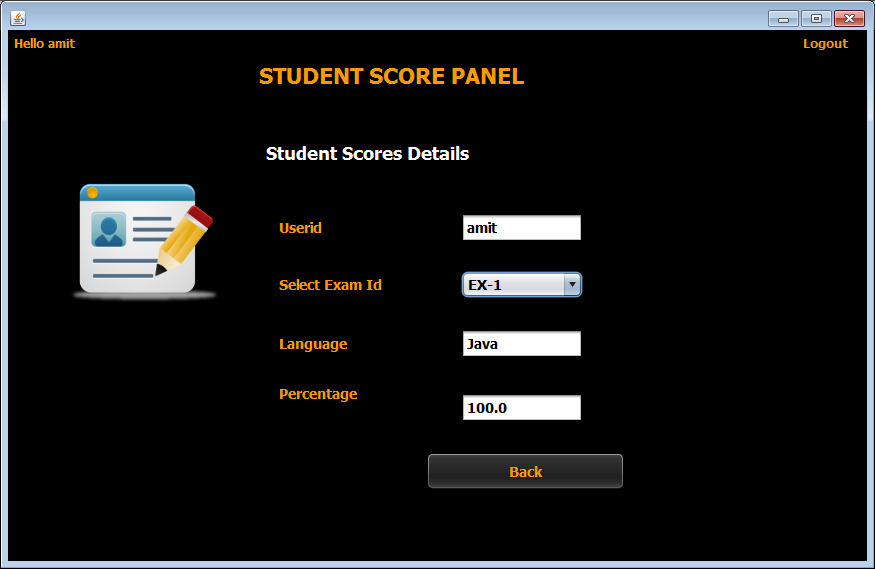 Hello amit
Logout
STUDENT SCORE PANEL
Student Scores Details
Userid
amit
Select Exam Id
EX-1
Language
Java
Percentage
100.0
Back